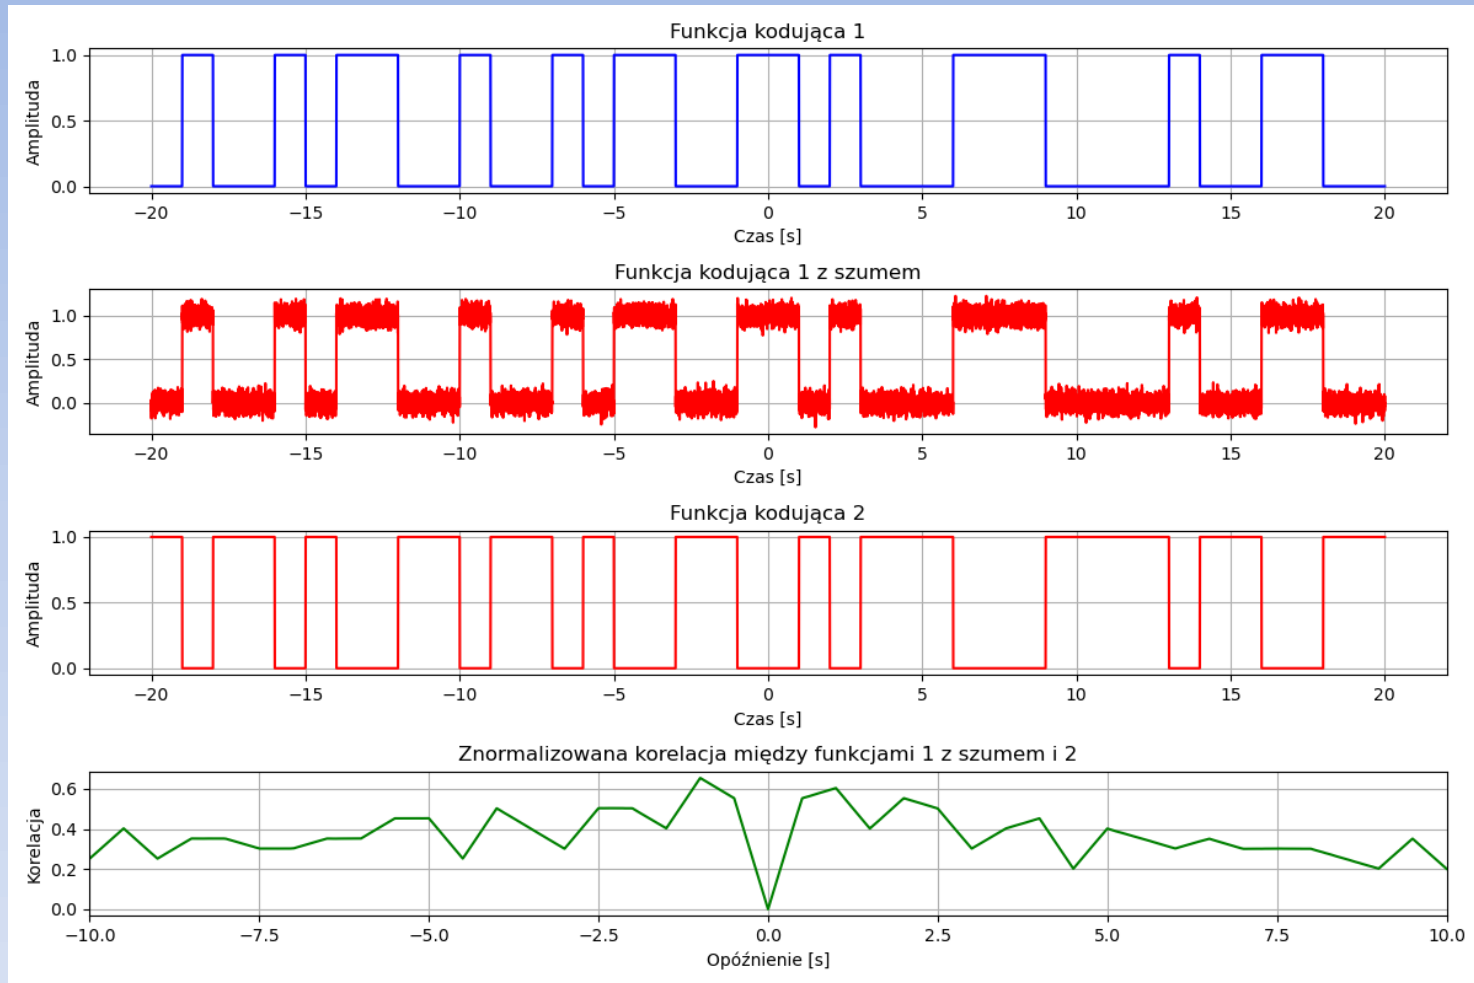 Funkcja kodująca 1
Amplituda
1.0
0.5
0.0
−20 −15 −10 −5 0 5 10 15 20
Czas [s]
Funkcja kodująca 1 z szumem
Amplituda
1.0
0.5
0.0
−20 −15 −10 −5 0 5 10 15 20
Czas [s]
Funkcja kodująca 2
Amplituda
1.0
0.5
0.0
−20 −15 −10 −5 0 5 10 15 20
Czas [s]
Znormalizowana korelacja między funkcjami 1 z szumem i 2
Korelacja
0.6
0.4
0.2
0.0
−10.0 −7.5 −5.0 −2.5 0.0 2.5 5.0 7.5 10.0
Opóźnienie [s]